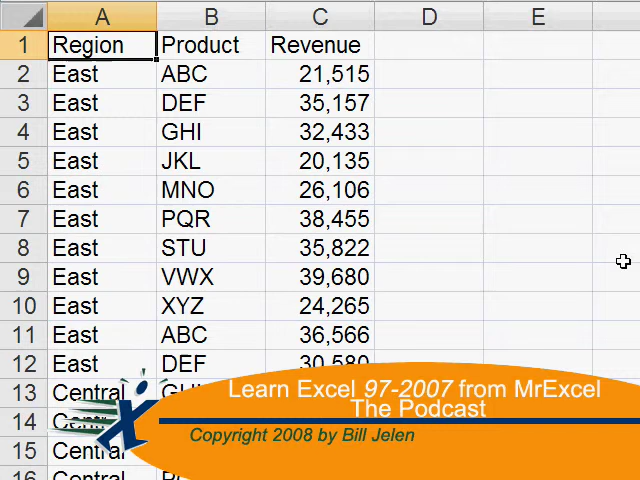 A B C D E
1 Region Product Revenue
2 East ABC 21,515
3 East DEF 35,157
4 East GHI 32,433
5 East JKL 20,135
6 East MNO 26,106
7 East PQR 38,455
8 East STU 35,822
9 East VWX 39,680
10 East XYZ 24,265
11 East ABC 36,566
12 East DEF 30,580
13 Central
Learn Excel 97-2007 from MrExcel
The Podcast
14
Copyright 2008 by Bill Jelen
15 Central
16 Central